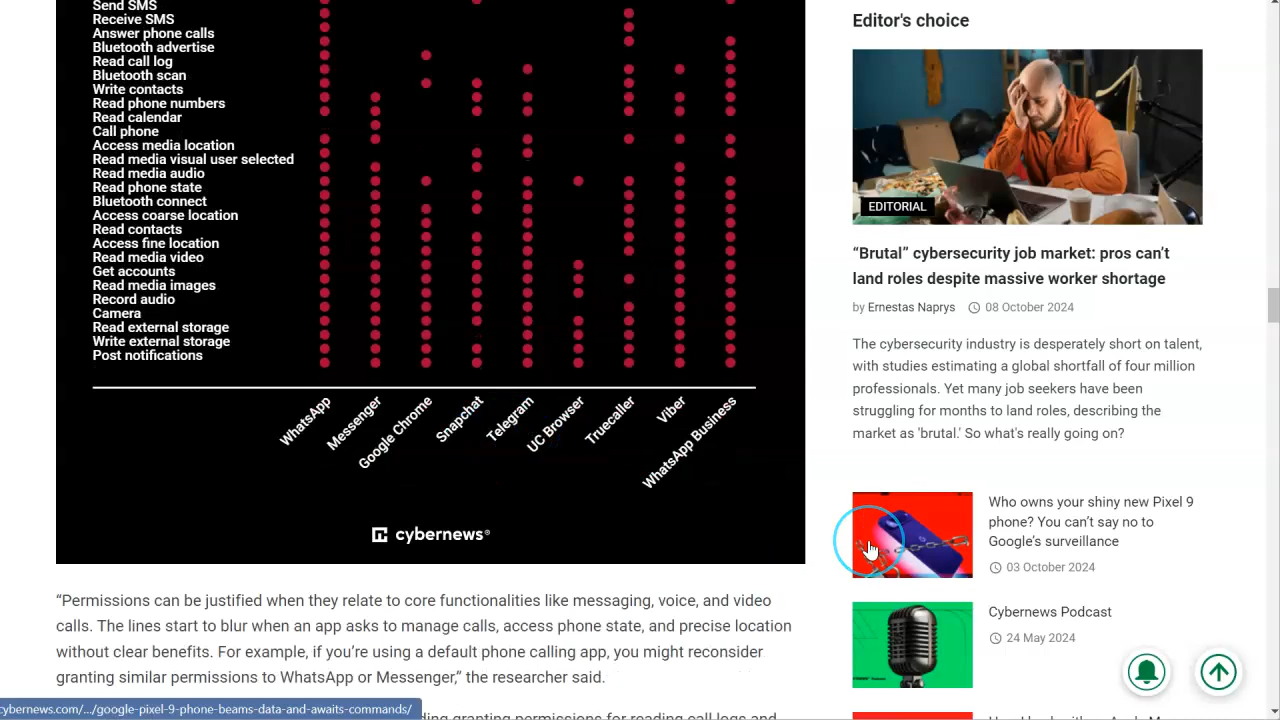 Send SMS
Receive SMS
Answer phone calls
Bluetooth advertise
Read call log
Bluetooth scan
Write contacts
Read phone numbers
Read calendar
Call phone
Access media location
Read media visual user selected
Read media audio
Read phone state
Bluetooth connect
Access coarse location
Read contacts
Access fine location
Read media video
Get accounts
Read media images
Record audio
Camera
Read external storage
Write external storage
Post notifications
WhatsApp
Messenger
Google Chrome
Snapchat
Telegram
UC Browser
Truecaller
Viber
WhatsApp Business
cybernews®
“Permissions can be justified when they relate to core functionalities like messaging, voice, and video
calls. The lines start to blur when an app asks to manage calls, access phone state, and precise location
without clear benefits. For example, if you’re using a default phone calling app, you might reconsider
granting similar permissions to WhatsApp or Messenger,” the researcher said.
granting permissions for reading call logs and
cybernews.com/.../google-pixel-9-phone-beams-data-and-awaits-commands/
Editor's choice
EDITORIAL
“Brutal” cybersecurity job market: pros can’t
land roles despite massive worker shortage
by Ernestas Naprys 08 October 2024
The cybersecurity industry is desperately short on talent,
with studies estimating a global shortfall of four million
professionals. Yet many job seekers have been
struggling for months to land roles, describing the
market as 'brutal.' So what's really going on?
Who owns your shiny new Pixel 9
phone? You can’t say no to
Google’s surveillance
03 October 2024
Cybernews Podcast
24 May 2024